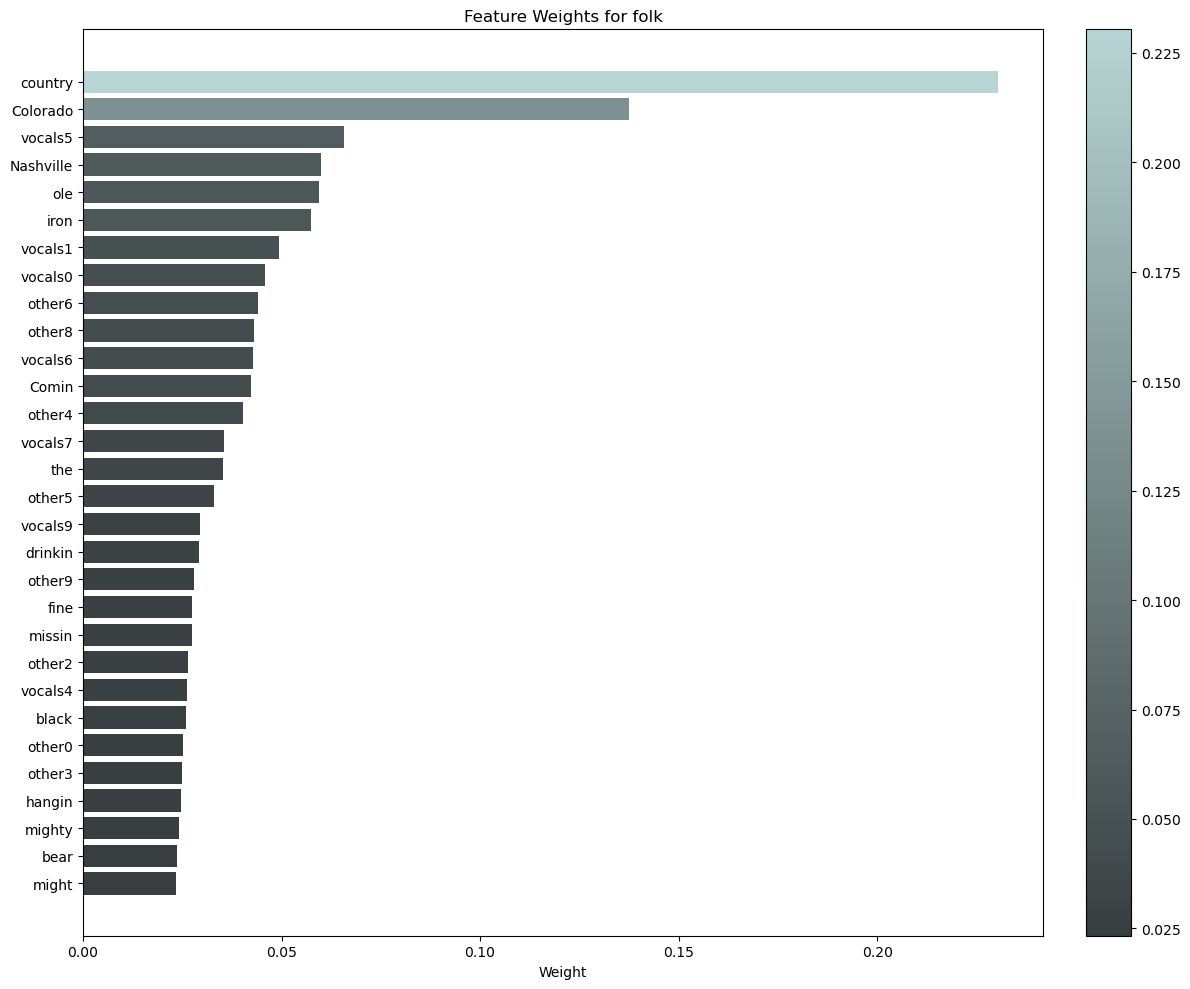 Feature Weights for folk
country
Colorado
vocals5
Nashville
ole
iron
vocals1
vocals0
other6
other8
vocals6
Comin
other4
vocals7
the
other5
vocals9
drinkin
other9
fine
missin
other2
vocals4
black
other0
other3
hangin
mighty
bear
might
0.00 0.05 0.10 0.15 0.20
Weight
0.225
0.200
0.175
0.150
0.125
0.100
0.075
0.050
0.025